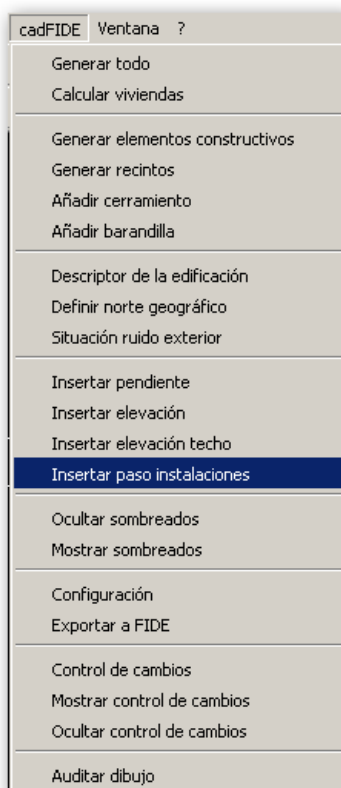 cadFIDE Ventana ?
Generar todo
Calcular viviendas
Generar elementos constructivos
Generar recintos
Añadir cerramiento
Añadir barandilla
Descriptor de la edificación
Definir norte geográfico
Situación ruido exterior
Insertar pendiente
Insertar elevación
Insertar elevación techo
Insertar paso instalaciones
Ocultar sombreados
Mostrar sombreados
Configuración
Exportar a FIDE
Control de cambios
Mostrar control de cambios
Ocultar control de cambios
Auditar dibujo